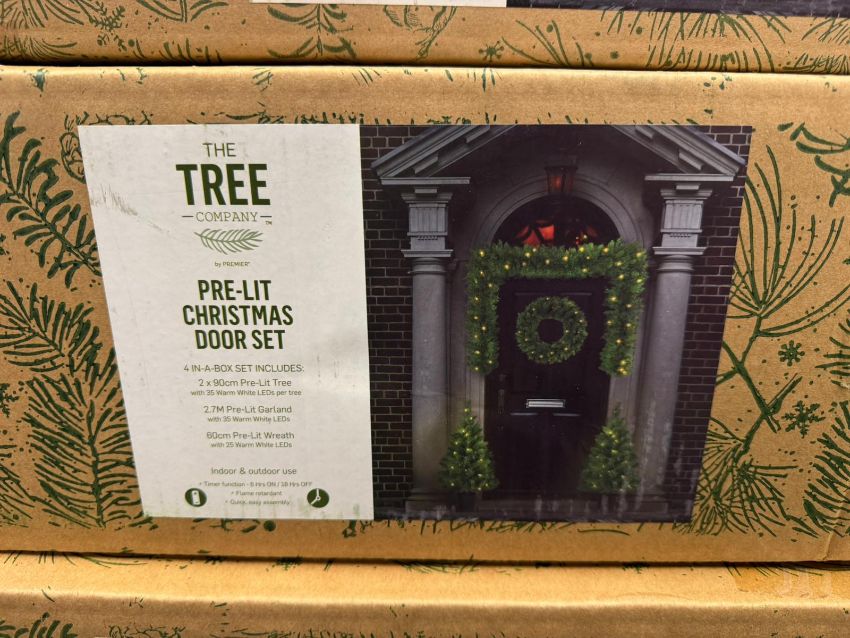 THE
TREE
COMPANY™
by PREMIER®
PRE-LIT
CHRISTMAS
DOOR SET
4 IN-A-BOX SET INCLUDES:
2 x 90cm Pre-Lit Tree
with 35 Warm White LEDs per tree
2.7M Pre-Lit Garland
with 35 Warm White LEDs
60cm Pre-Lit Wreath
with 25 Warm White LEDs
Indoor & outdoor use
✓ Timer function - 6 Hrs ON / 18 Hrs OFF
✓ Flame retardant
✓ Quick, easy assembly